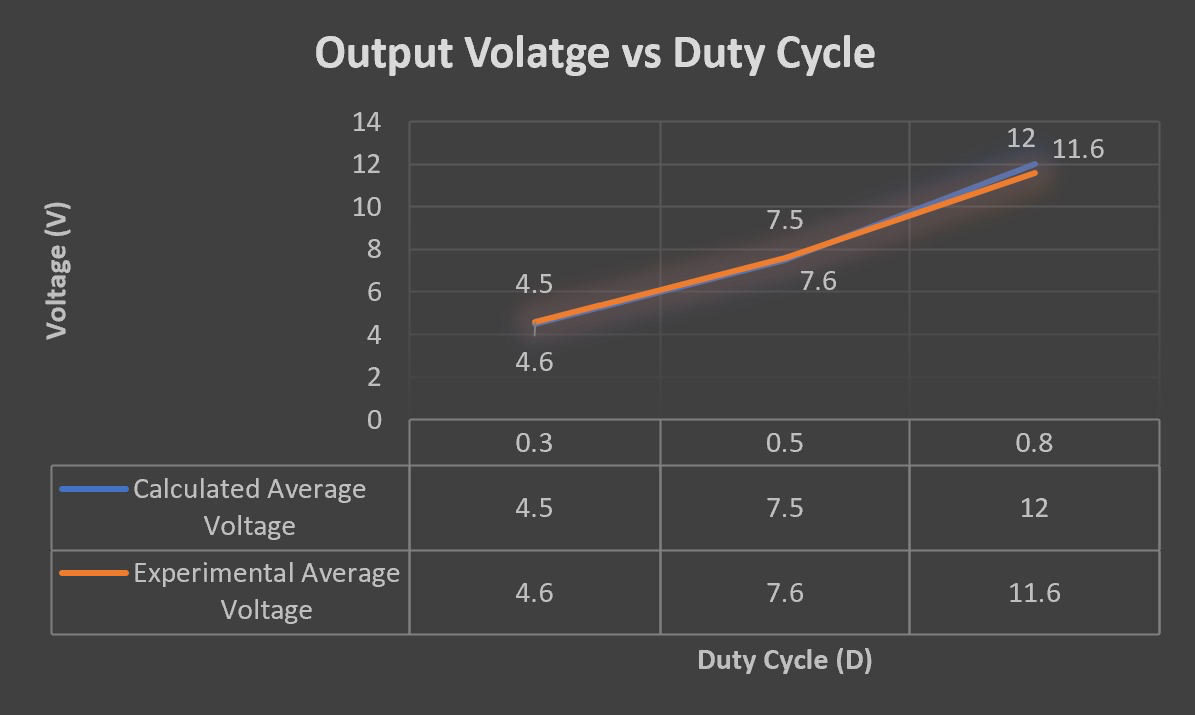 Output Volatge vs Duty Cycle
Voltage (V)
14
12
10
8
6
4
2
0
4.5
4.6
7.5
7.6
12
11.6
0.3 0.5 0.8
Calculated Average
Voltage
4.5 7.5 12
Experimental Average
Voltage
4.6 7.6 11.6
Duty Cycle (D)